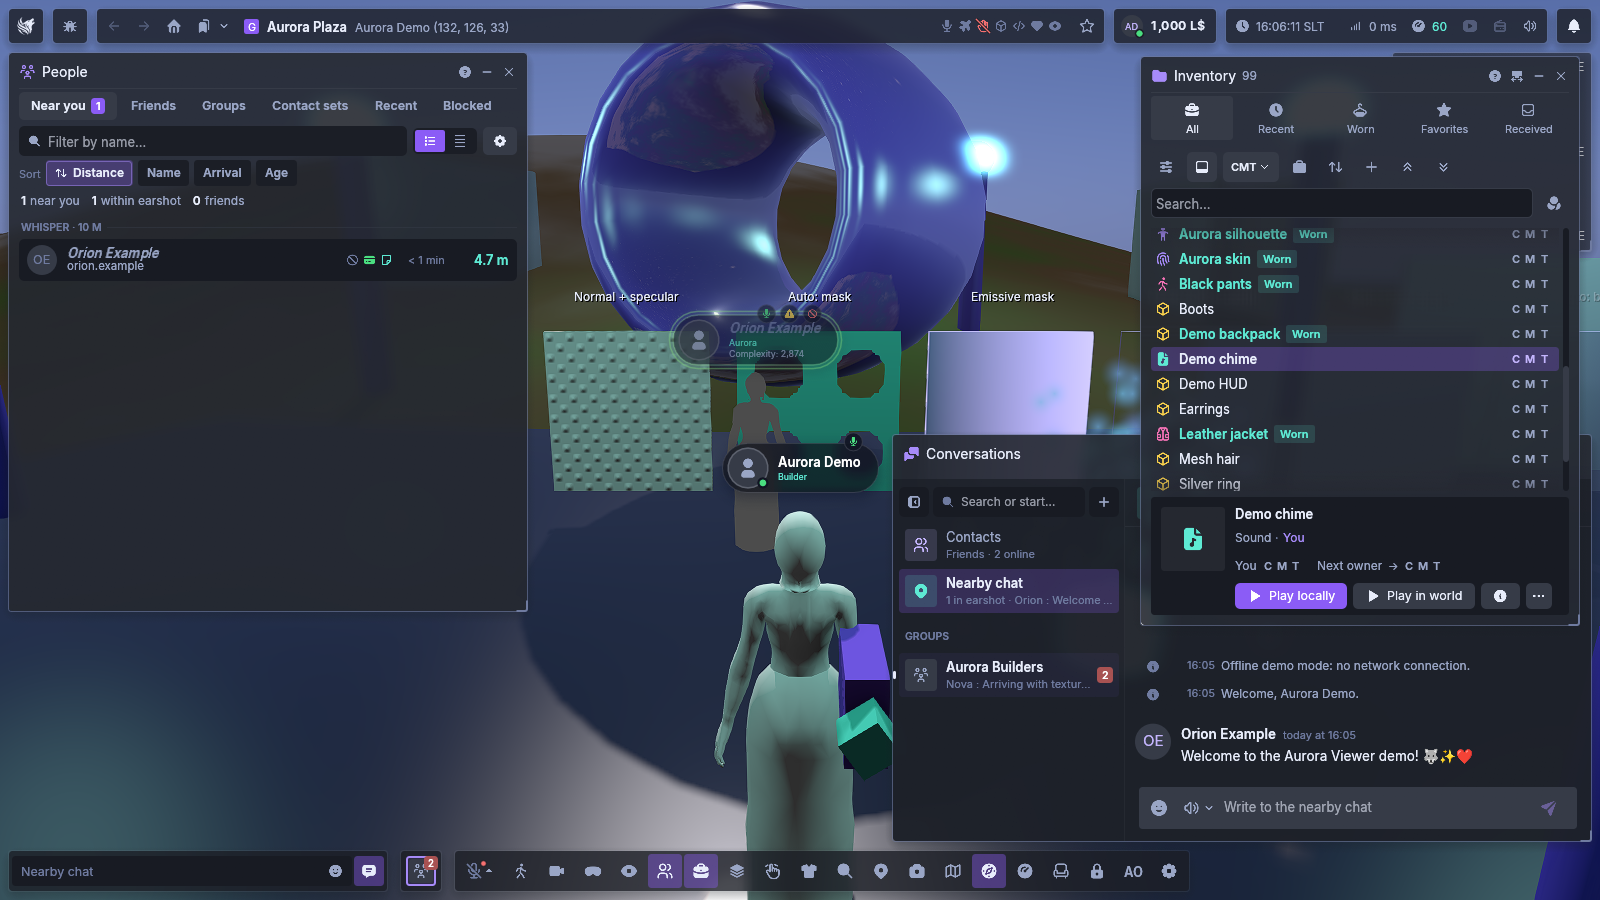 G Aurora Plaza Aurora Demo (132, 126, 33)
AD 1,000 L$
16:06:11 SLT 0 ms 60
People
Near you 1 Friends Groups Contact sets Recent Blocked
Filter by name...
Sort Distance Name Arrival Age
1 near you 1 within earshot 0 friends
WHISPER · 10 M
OE Orion Example
orion.example
< 1 min 4.7 m
Normal + specular
Auto: mask
Emissive mask
Orion Example
Aurora
Complexity: 2,874
Aurora Demo
Builder
Inventory 99
All Recent Worn Favorites Received
CMT
Search...
Aurora silhouette Worn C M T
Aurora skin Worn C M T
Black pants Worn C M T
Boots C M T
Demo backpack Worn C M T
Demo chime C M T
Demo HUD C M T
Earrings C M T
Leather jacket Worn C M T
Mesh hair C M T
Silver ring C M T
Demo chime
Sound · You
You C M T Next owner → C M T
Play locally Play in world
Conversations
Search or start...
Contacts
Friends · 2 online
Nearby chat
1 in earshot · Orion : Welcome ...
GROUPS
Aurora Builders
Nova : Arriving with textur... 2
16:05 Offline demo mode: no network connection.
16:05 Welcome, Aurora Demo.
OE Orion Example today at 16:05
Welcome to the Aurora Viewer demo! 🐺✨❤️
Write to the nearby chat
Nearby chat
2
AO